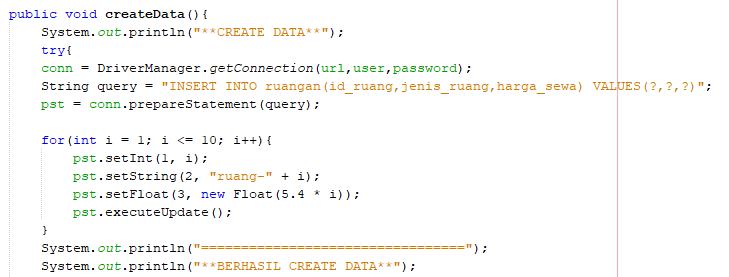 public void createData(){
System.out.println("**CREATE DATA**");
try{
conn = DriverManager.getConnection(url,user,password);
String query = "INSERT INTO ruangan(id_ruang,jenis_ruang,harga_sewa) VALUES(?,?,?)";
pst = conn.prepareStatement(query);
for(int i = 1; i <= 10; i++){
pst.setInt(1, i);
pst.setString(2, "ruang-" + i);
pst.setFloat(3, new Float(5.4 * i));
pst.executeUpdate();
}
System.out.println("=================================");
System.out.println("**BERHASIL CREATE DATA**");